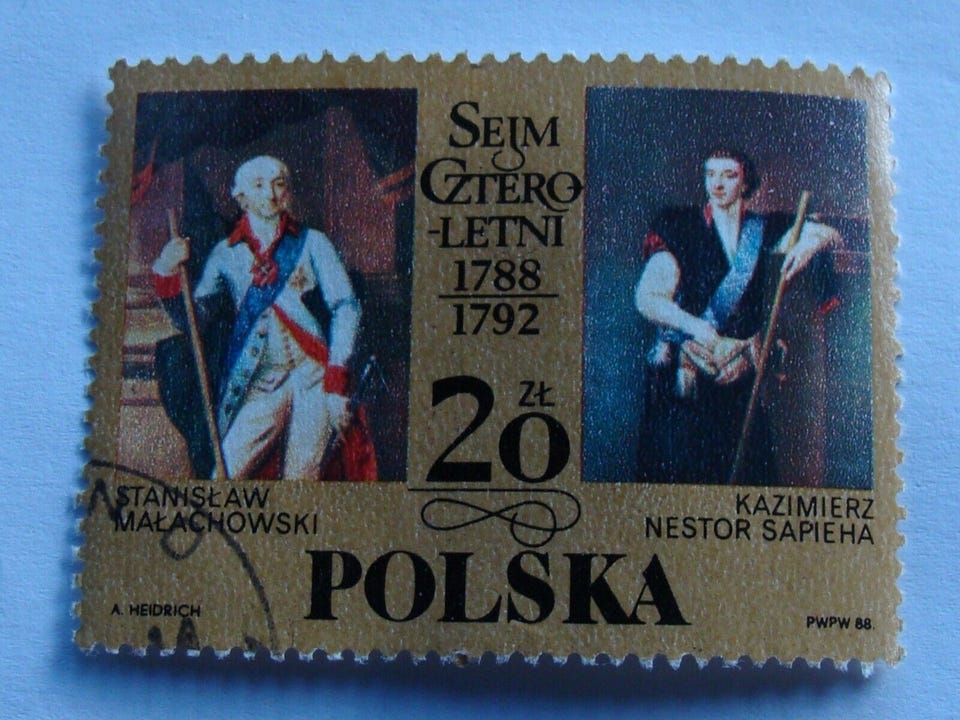 SEJM
CZTERO-
-LETNI
1788
1792
20 ZŁ
STANISŁAW
MAŁACHOWSKI
KAZIMIERZ
NESTOR SAPIEHA
POLSKA
A. HEIDRICH
PWPW 88.